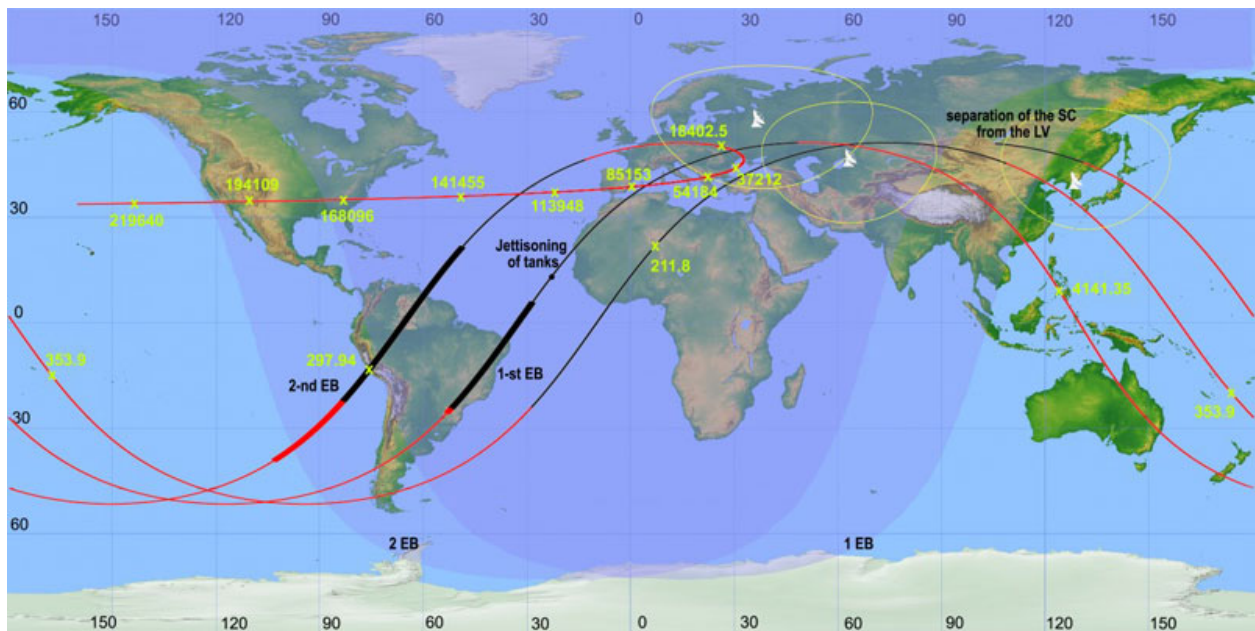 150 120 90 60 30 0 30 60 90 120 150
60
separation of the SC
from the LV
18402.5
194109
141455
85153
37212
54184
219640
168096
113948
30
Jettisoning
of tanks
211.8
4141.35
0
353.9
297.94
2-nd EB
1-st EB
353.9
30
60
2 EB
1 EB
150 120 90 60 30 0 30 60 90 120 150